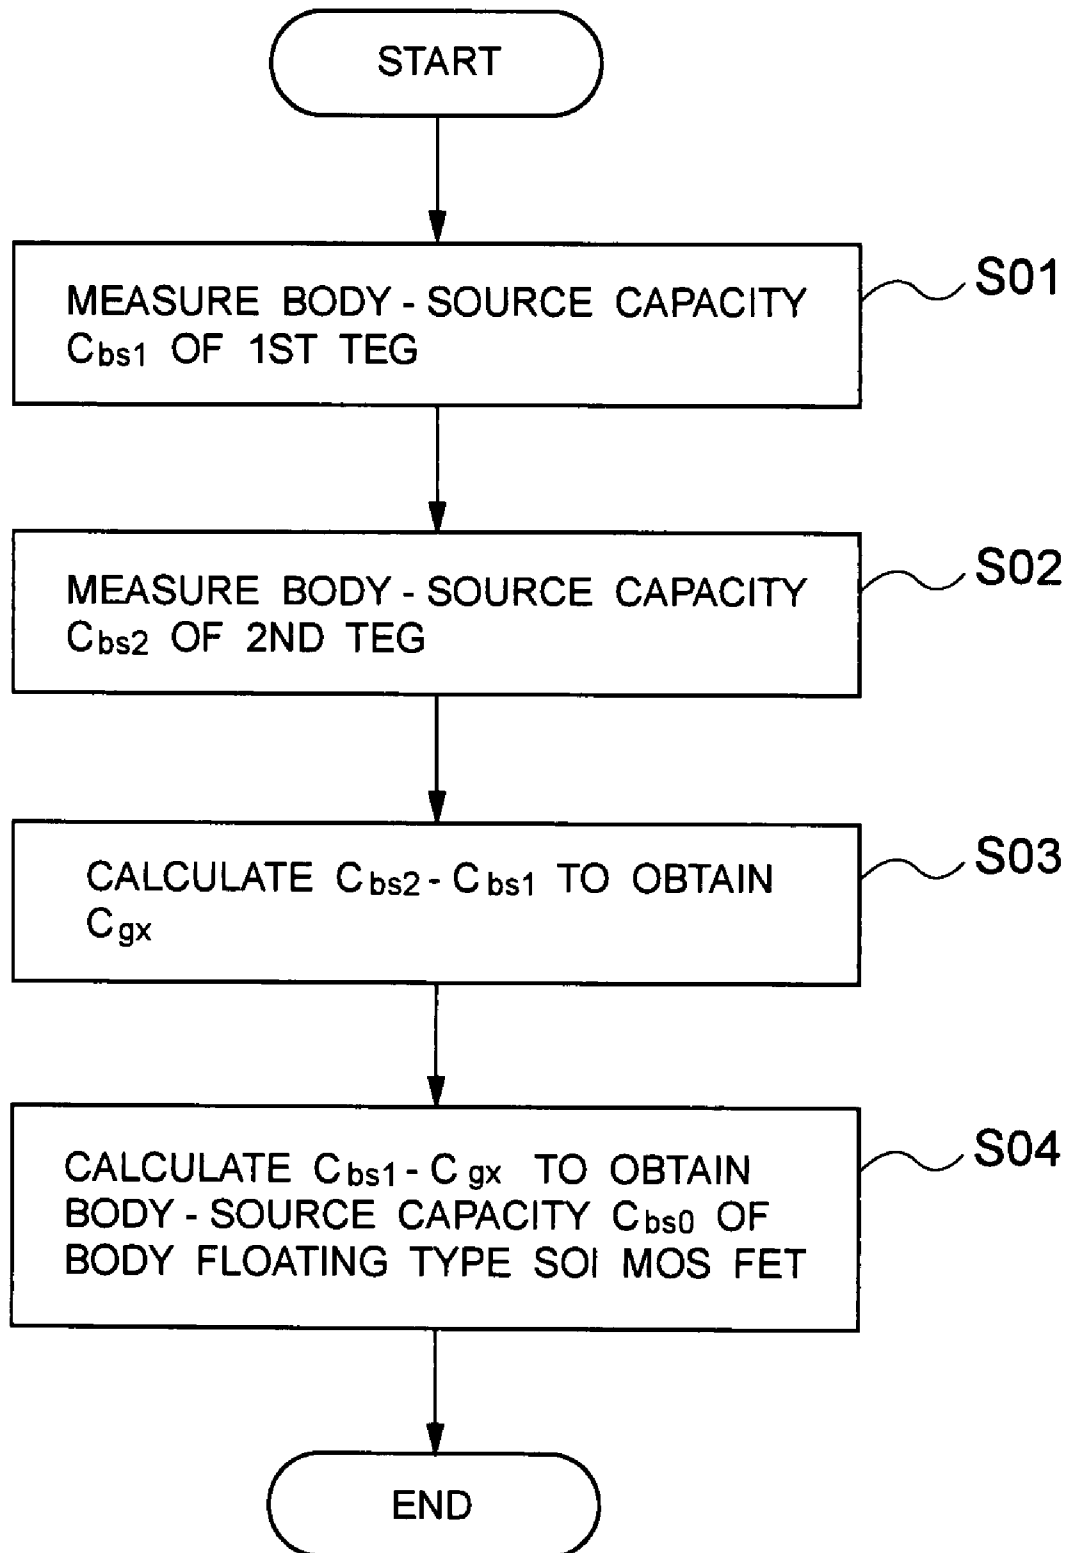 START
MEASURE BODY - SOURCE CAPACITY
Cbs1 OF 1ST TEG
S01
MEASURE BODY - SOURCE CAPACITY
Cbs2 OF 2ND TEG
S02
CALCULATE Cbs2 - Cbs1 TO OBTAIN
Cgx
S03
CALCULATE Cbs1 - Cgx TO OBTAIN
BODY - SOURCE CAPACITY Cbs0 OF
BODY FLOATING TYPE SOI MOS FET
S04
END